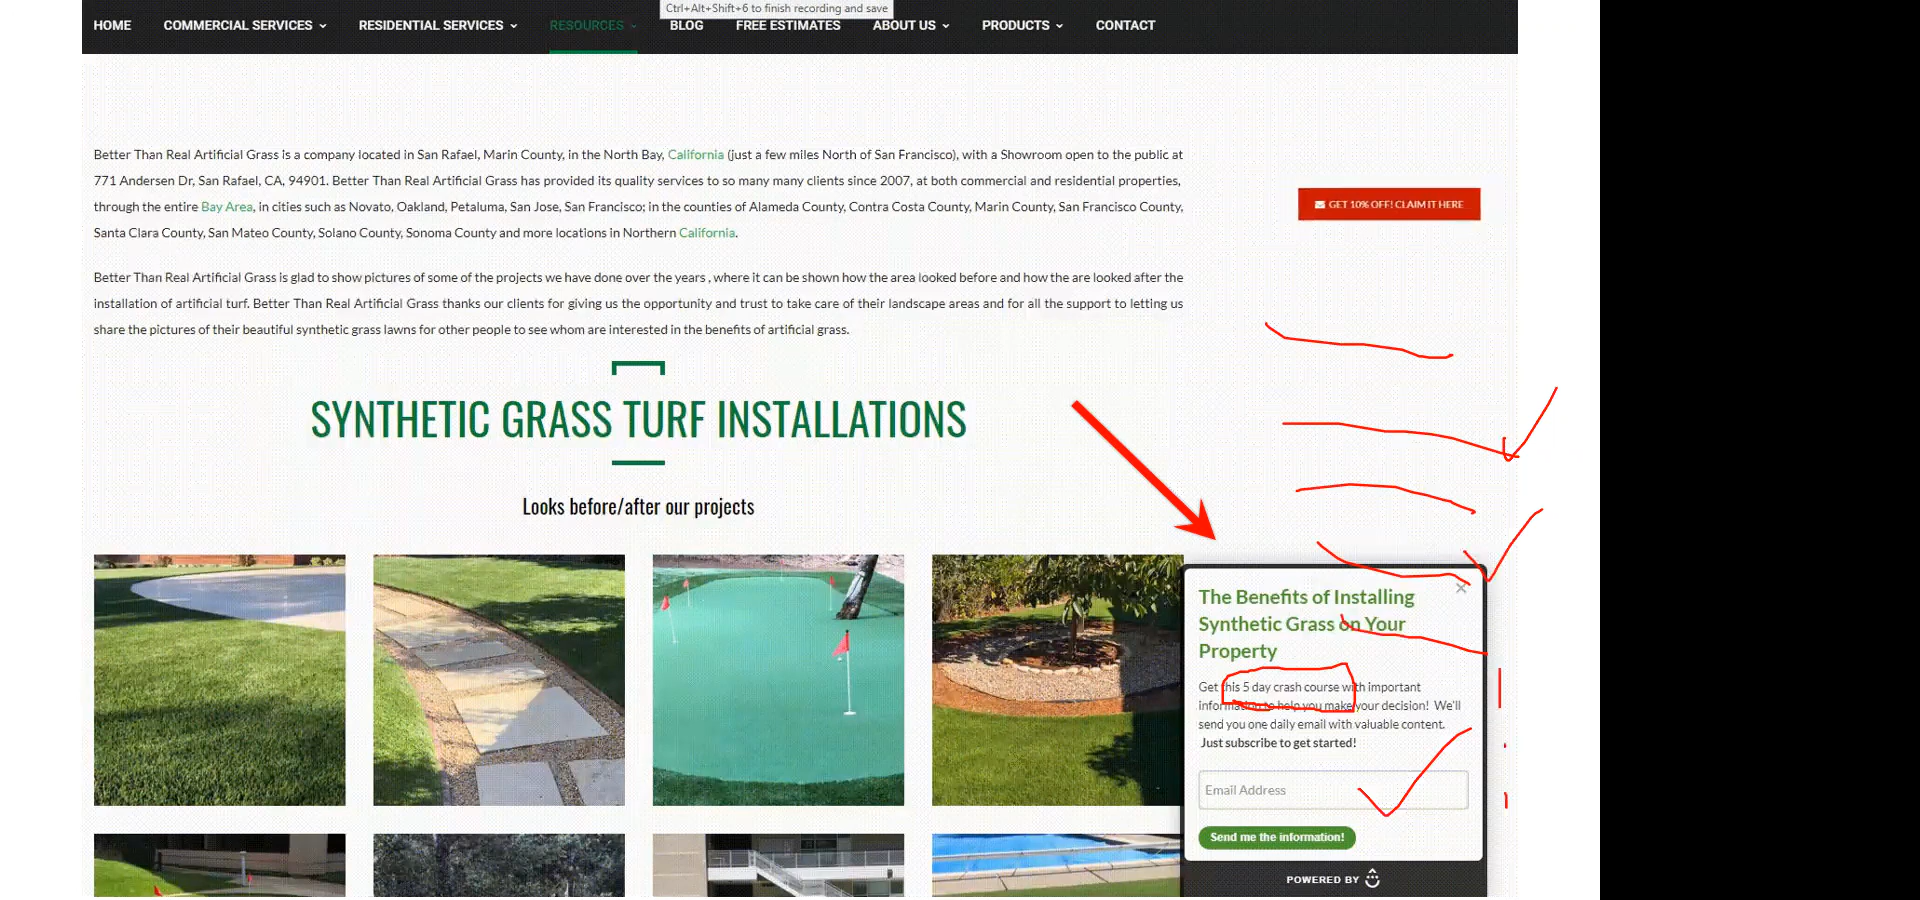 Ctrl+Alt+Shift+6 to finish recording and save
HOME COMMERCIAL SERVICES RESIDENTIAL SERVICES RESOURCES BLOG FREE ESTIMATES ABOUT US PRODUCTS CONTACT
Better Than Real Artificial Grass is a company located in San Rafael, Marin County, in the North Bay, California (just a few miles North of San Francisco), with a Showroom open to the public at
771 Andersen Dr, San Rafael, CA, 94901. Better Than Real Artificial Grass has provided its quality services to so many many clients since 2007, at both commercial and residential properties,
through the entire Bay Area, in cities such as Novato, Oakland, Petaluma, San Jose, San Francisco; in the counties of Alameda County, Contra Costa County, Marin County, San Francisco County,
Santa Clara County, San Mateo County, Solano County, Sonoma County and more locations in Northern California.
GET 10% OFF! CLAIM IT HERE
Better Than Real Artificial Grass is glad to show pictures of some of the projects we have done over the years , where it can be shown how the area looked before and how the are looked after the
installation of artificial turf. Better Than Real Artificial Grass thanks our clients for giving us the opportunity and trust to take care of their landscape areas and for all the support to letting us
share the pictures of their beautiful synthetic grass lawns for other people to see whom are interested in the benefits of artificial grass.
SYNTHETIC GRASS TURF INSTALLATIONS
Looks before/after our projects
The Benefits of Installing
Synthetic Grass on Your
Property
Get this 5 day crash course with important
information to help you make your decision! We'll
send you one daily email with valuable content.
Just subscribe to get started!
Email Address
Send me the information!
POWERED BY